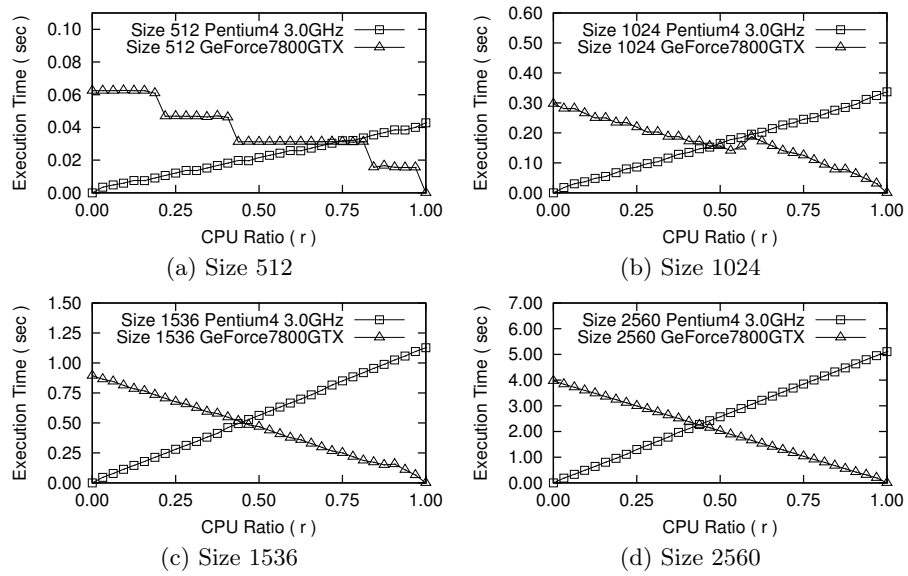 Execution Time ( sec )
0.10
0.08
0.06
0.04
0.02
0.00
Size 512 Pentium4 3.0GHz
Size 512 GeForce7800GTX
0.00 0.25 0.50 0.75 1.00
CPU Ratio ( r )
(a) Size 512
Execution Time ( sec )
0.60
0.50
0.40
0.30
0.20
0.10
0.00
Size 1024 Pentium4 3.0GHz
Size 1024 GeForce7800GTX
0.00 0.25 0.50 0.75 1.00
CPU Ratio ( r )
(b) Size 1024
Execution Time ( sec )
1.50
1.25
1.00
0.75
0.50
0.25
0.00
Size 1536 Pentium4 3.0GHz
Size 1536 GeForce7800GTX
0.00 0.25 0.50 0.75 1.00
CPU Ratio ( r )
(c) Size 1536
Execution Time ( sec )
7.00
6.00
5.00
4.00
3.00
2.00
1.00
0.00
Size 2560 Pentium4 3.0GHz
Size 2560 GeForce7800GTX
0.00 0.25 0.50 0.75 1.00
CPU Ratio ( r )
(d) Size 2560